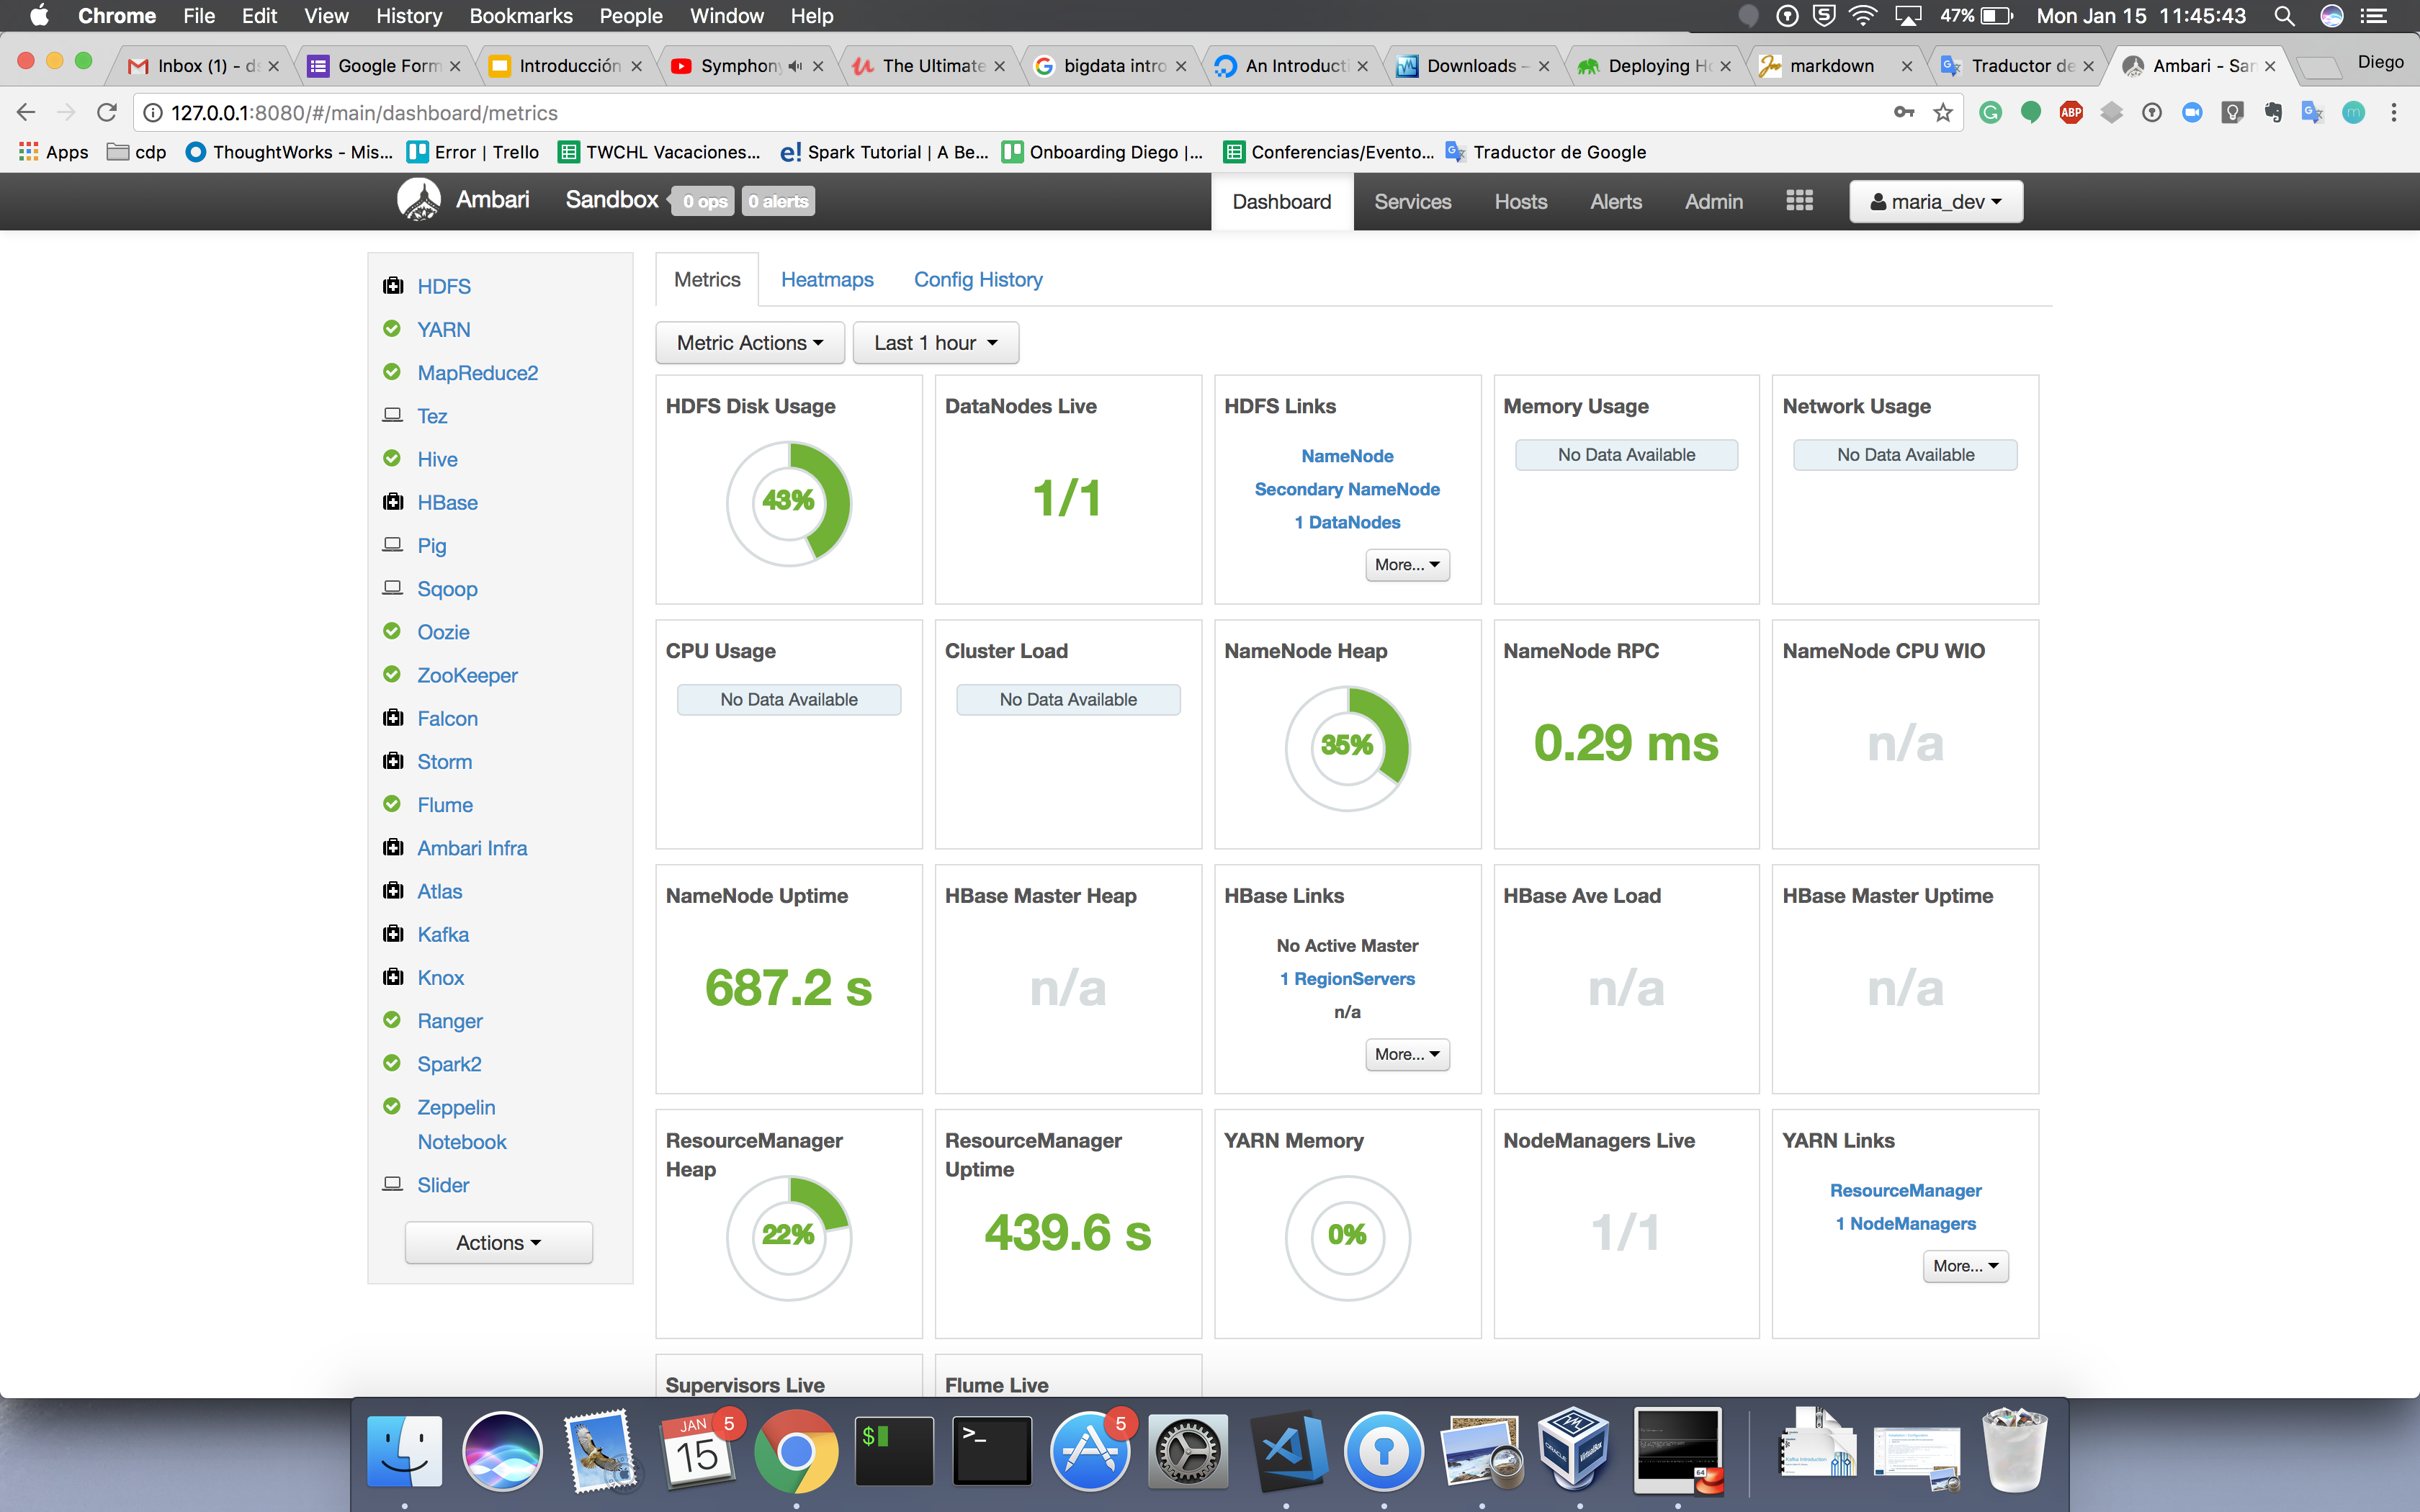 Chrome File Edit View History Bookmarks People Window Help 47% Mon Jan 15 11:45:43
Inbox (1) - ds Google Form Introducción Symphony The Ultimate bigdata intro An Introducti Downloads - Deploying Ho markdown Traductor de Ambari - San Diego
127.0.0.1:8080/#/main/dashboard/metrics ABP m
Apps cdp ThoughtWorks - Mis... Error | Trello TWCHL Vacaciones... e! Spark Tutorial | A Be... Onboarding Diego |... Conferencias/Evento... Traductor de Google
Ambari Sandbox 0 ops 0 alerts Dashboard Services Hosts Alerts Admin maria_dev
HDFS
YARN
MapReduce2
Tez
Hive
HBase
Pig
Sqoop
Oozie
ZooKeeper
Falcon
Storm
Flume
Ambari Infra
Atlas
Kafka
Knox
Ranger
Spark2
Zeppelin
Notebook
Slider
Actions
Metrics Heatmaps Config History
Metric Actions Last 1 hour
HDFS Disk Usage
43%
DataNodes Live
1/1
HDFS Links
NameNode
Secondary NameNode
1 DataNodes
More...
Memory Usage
No Data Available
Network Usage
No Data Available
CPU Usage
No Data Available
Cluster Load
No Data Available
NameNode Heap
35%
NameNode RPC
0.29 ms
NameNode CPU WIO
n/a
NameNode Uptime
687.2 s
HBase Master Heap
n/a
HBase Links
No Active Master
1 RegionServers
n/a
More...
HBase Ave Load
n/a
HBase Master Uptime
n/a
ResourceManager
Heap
22%
ResourceManager
Uptime
439.6 s
YARN Memory
0%
NodeManagers Live
1/1
YARN Links
ResourceManager
1 NodeManagers
More...
Supervisors Live
Flume Live
JAN
15
5
$
>_
5
VirtualBox
64
Kafka Introduction